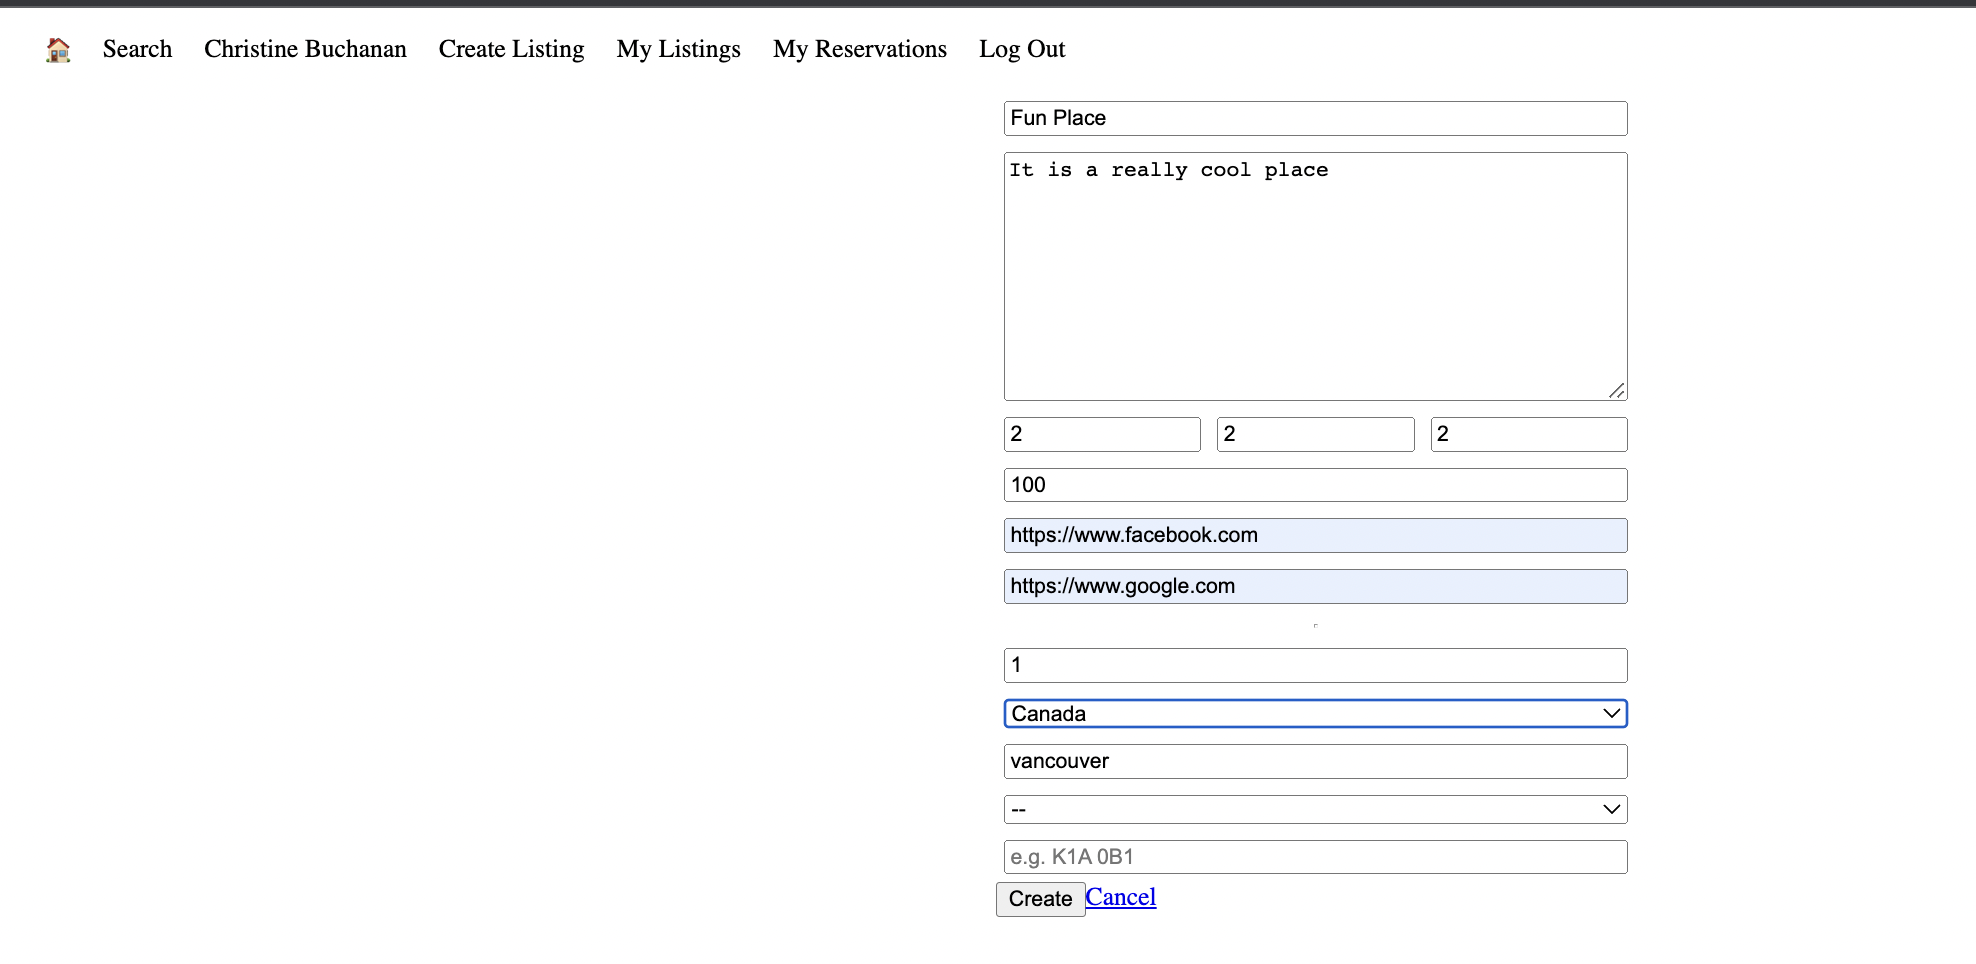 Search Christine Buchanan Create Listing My Listings My Reservations Log Out
Fun Place
It is a really cool place
2 2 2
100
https://www.facebook.com
https://www.google.com
1
Canada
vancouver
--
e.g. K1A 0B1
Create Cancel